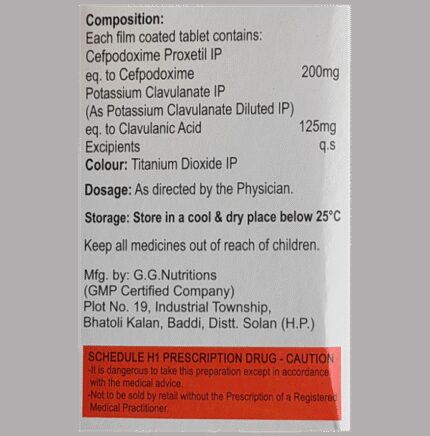 Composition:
Each film coated tablet contains:
Cefpodoxime Proxetil IP
eq. to Cefpodoxime 200mg
Potassium Clavulanate IP
(As Potassium Clavulanate Diluted IP)
eq. to Clavulanic Acid 125mg
Excipients q.s
Colour: Titanium Dioxide IP
Dosage: As directed by the Physician.
Storage: Store in a cool & dry place below 25°C
Keep all medicines out of reach of children.
Mfg. by: G.G.Nutritions
(GMP Certified Company)
Plot No. 19, Industrial Township,
Bhatoli Kalan, Baddi, Distt. Solan (H.P.)
SCHEDULE H1 PRESCRIPTION DRUG - CAUTION
-It is dangerous to take this preparation except in accordance
with the medical advice.
-Not to be sold by retail without the Prescription of a Registered
Medical Practitioner.